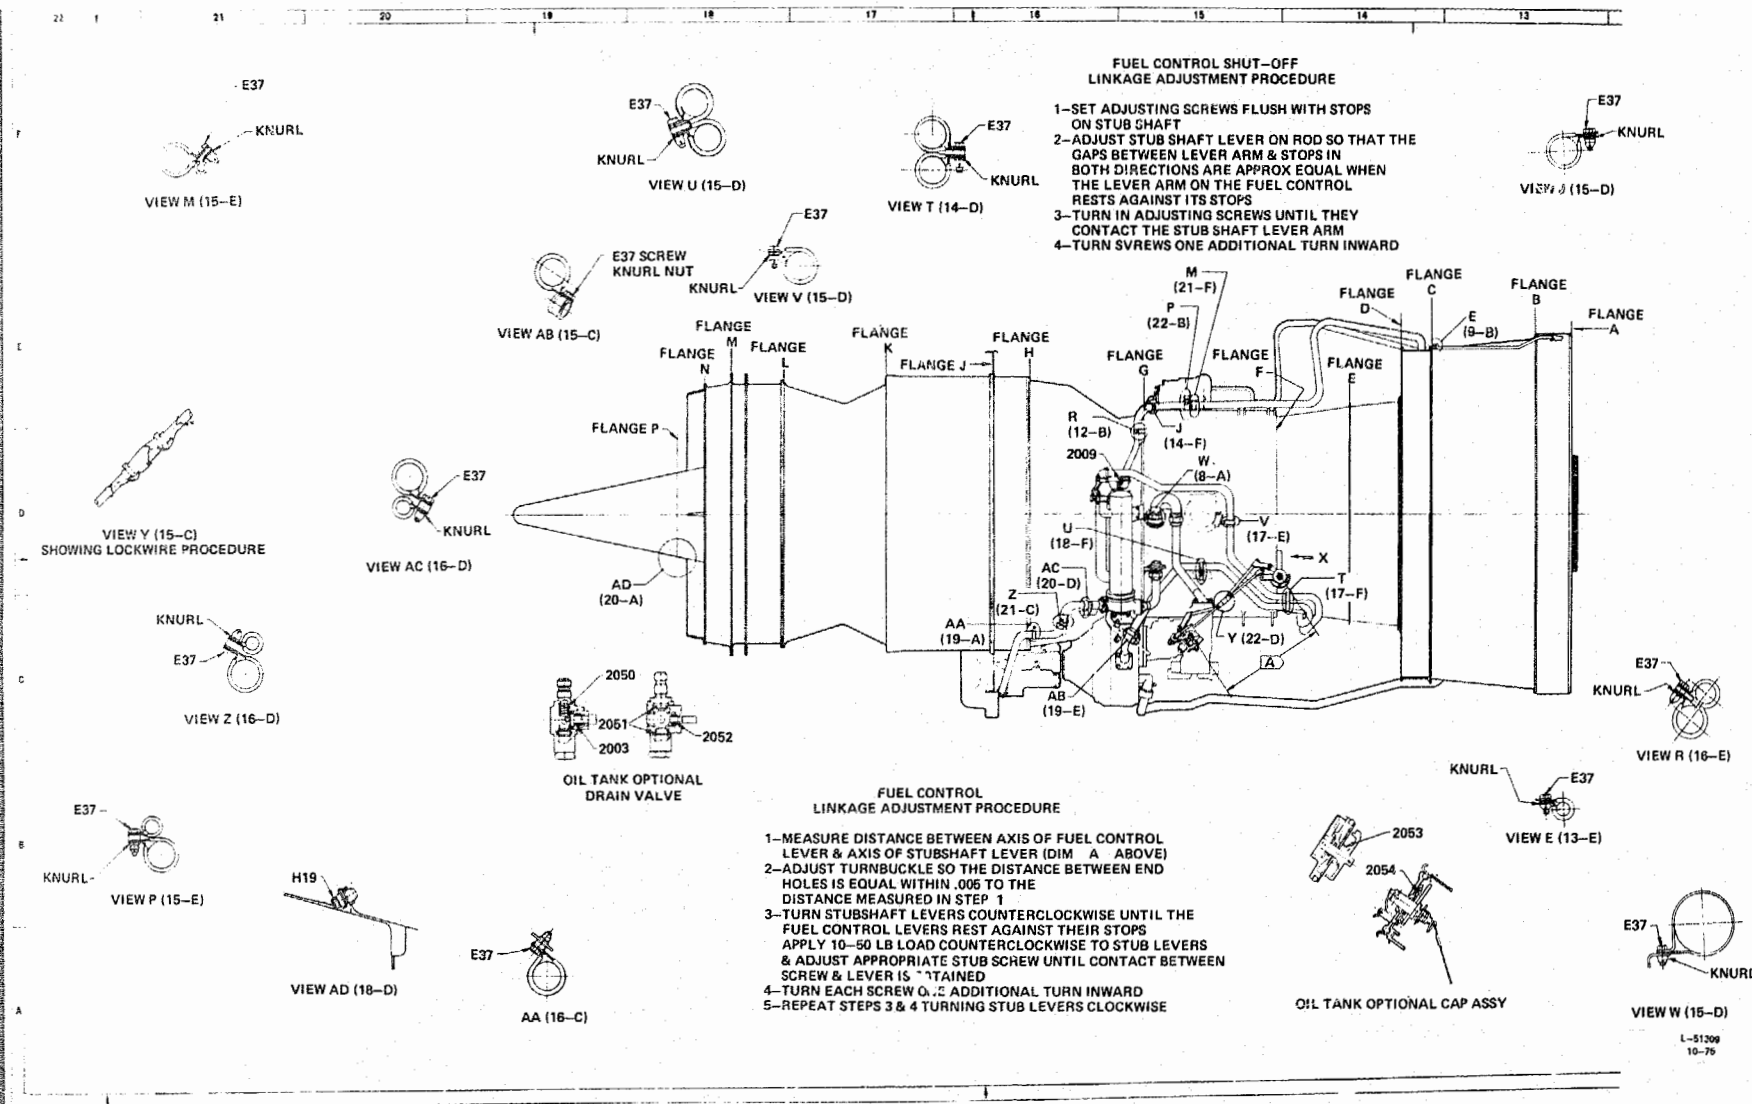 22
21
20
19
18
17
16
15
14
13
F
E
D
C
B
A
E37
KNURL
VIEW M (15-E)
E37
KNURL
VIEW U (15-D)
E37
KNURL
VIEW T (14-D)
FUEL CONTROL SHUT-OFF
LINKAGE ADJUSTMENT PROCEDURE
1-SET ADJUSTING SCREWS FLUSH WITH STOPS
ON STUB SHAFT
2-ADJUST STUB SHAFT LEVER ON ROD SO THAT THE
GAPS BETWEEN LEVER ARM & STOPS IN
BOTH DIRECTIONS ARE APPROX EQUAL WHEN
THE LEVER ARM ON THE FUEL CONTROL
RESTS AGAINST ITS STOPS
3-TURN IN ADJUSTING SCREWS UNTIL THEY
CONTACT THE STUB SHAFT LEVER ARM
4-TURN SVREWS ONE ADDITIONAL TURN INWARD
E37
KNURL
VIEW J (15-D)
E37 SCREW
KNURL NUT
VIEW AB (15-C)
E37
KNURL
VIEW V (15-D)
FLANGE
N
FLANGE
M
FLANGE
L
FLANGE
K
FLANGE J
FLANGE
H
FLANGE
G
M
(21-F)
P
(22-B)
FLANGE
F
FLANGE
E
FLANGE
D
FLANGE
C
E
(9-B)
FLANGE
B
FLANGE
A
FLANGE P
R
(12-B)
J
(14-F)
2009
W
(8-A)
U
(18-F)
V
(17-E)
X
T
(17-F)
AC
(20-D)
Z
(21-C)
AA
(19-A)
Y (22-D)
A
AB
(19-E)
AD
(20-A)
VIEW Y (15-C)
SHOWING LOCKWIRE PROCEDURE
E37
KNURL
VIEW AC (16-D)
KNURL
E37
VIEW Z (16-D)
2050
2051
2003
2052
OIL TANK OPTIONAL
DRAIN VALVE
E37
KNURL
VIEW R (16-E)
KNURL
E37
VIEW E (13-E)
E37
KNURL
VIEW P (15-E)
H19
VIEW AD (18-D)
E37
AA (16-C)
FUEL CONTROL
LINKAGE ADJUSTMENT PROCEDURE
1-MEASURE DISTANCE BETWEEN AXIS OF FUEL CONTROL
LEVER & AXIS OF STUBSHAFT LEVER (DIM A ABOVE)
2-ADJUST TURNBUCKLE SO THE DISTANCE BETWEEN END
HOLES IS EQUAL WITHIN .005 TO THE
DISTANCE MEASURED IN STEP 1
3-TURN STUBSHAFT LEVERS COUNTERCLOCKWISE UNTIL THE
FUEL CONTROL LEVERS REST AGAINST THEIR STOPS
APPLY 10-50 LB LOAD COUNTERCLOCKWISE TO STUB LEVERS
& ADJUST APPROPRIATE STUB SCREW UNTIL CONTACT BETWEEN
SCREW & LEVER IS
4-TURN EACH SCREW ADDITIONAL TURN INWARD
5-REPEAT STEPS 3 & 4 TURNING STUB LEVERS CLOCKWISE
2053
2054
OIL TANK OPTIONAL CAP ASSY
E37
KNURL
VIEW W (15-D)
L-51209
10-75